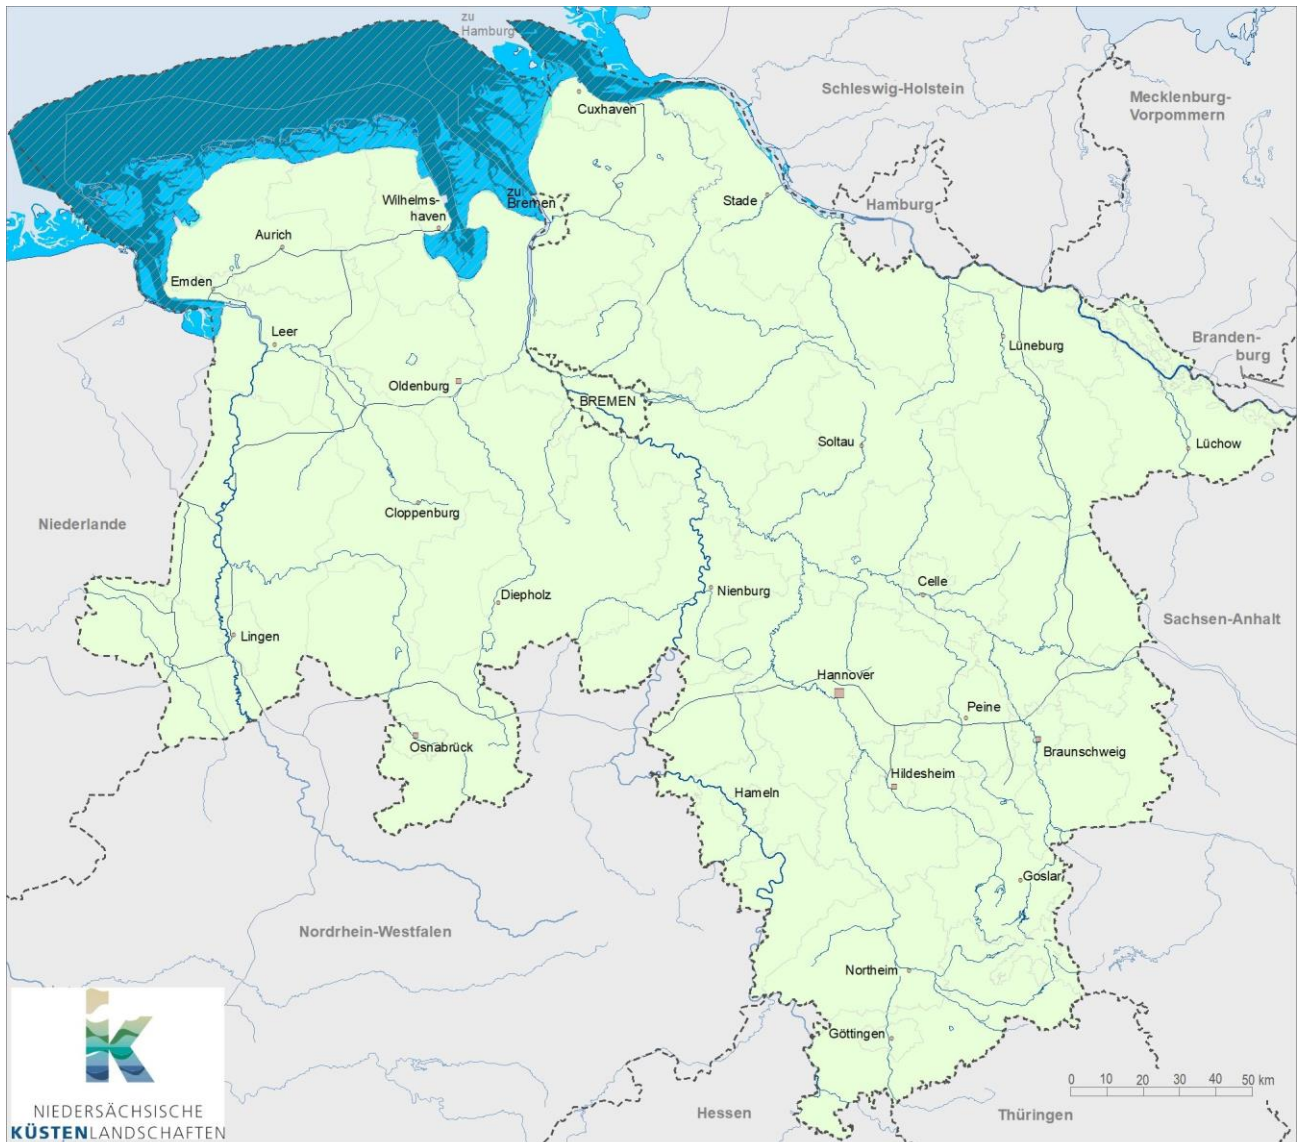 zu
Hamburg
Schleswig-Holstein
Mecklenburg-
Vorpommern
Cuxhaven
Wilhelms-
haven
zu
Bremen
Stade
Hamburg
Aurich
Emden
Leer
Lüneburg
Branden-
burg
Oldenburg
BREMEN
Soltau
Lüchow
Niederlande
Cloppenburg
Celle
Diepholz
Nienburg
Sachsen-Anhalt
Lingen
Hannover
Peine
Osnabrück
Braunschweig
Hildesheim
Hameln
Goslar
Nordrhein-Westfalen
Northeim
Göttingen
0 10 20 30 40 50 km
Hessen
Thüringen
NIEDERSÄCHSISCHE
KÜSTENLANDSCHAFTEN